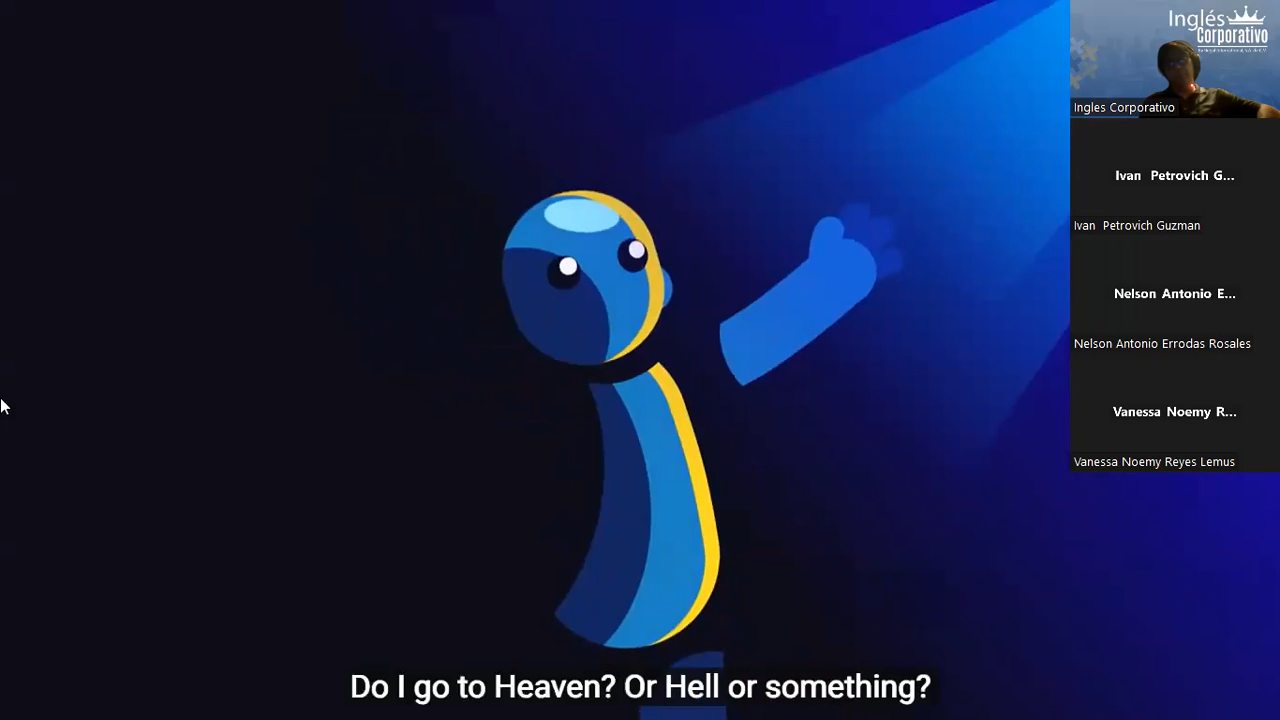 Inglés
Corporativo
Ingles Corporativo
Ivan Petrovich G...
Ivan Petrovich Guzman
Nelson Antonio E...
Nelson Antonio Errodas Rosales
Vanessa Noemy R...
Vanessa Noemy Reyes Lemus
Do I go to Heaven? Or Hell or something?